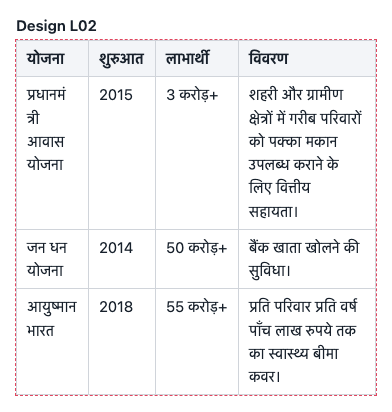 Design L02
योजना शुरुआत लाभार्थी विवरण
प्रधानमं 2015 3 करोड़+ शहरी और ग्रामीण
त्री क्षेत्रों में गरीब परिवारों
आवास को पक्का मकान
योजना उपलब्ध कराने के
लिए वित्तीय
सहायता।
जन धन 2014 50 करोड़+ बैंक खाता खोलने की
योजना सुविधा।
आयुष्मान 2018 55 करोड़+ प्रति परिवार प्रति वर्ष
भारत पाँच लाख रुपये तक
का स्वास्थ्य बीमा
कवर।